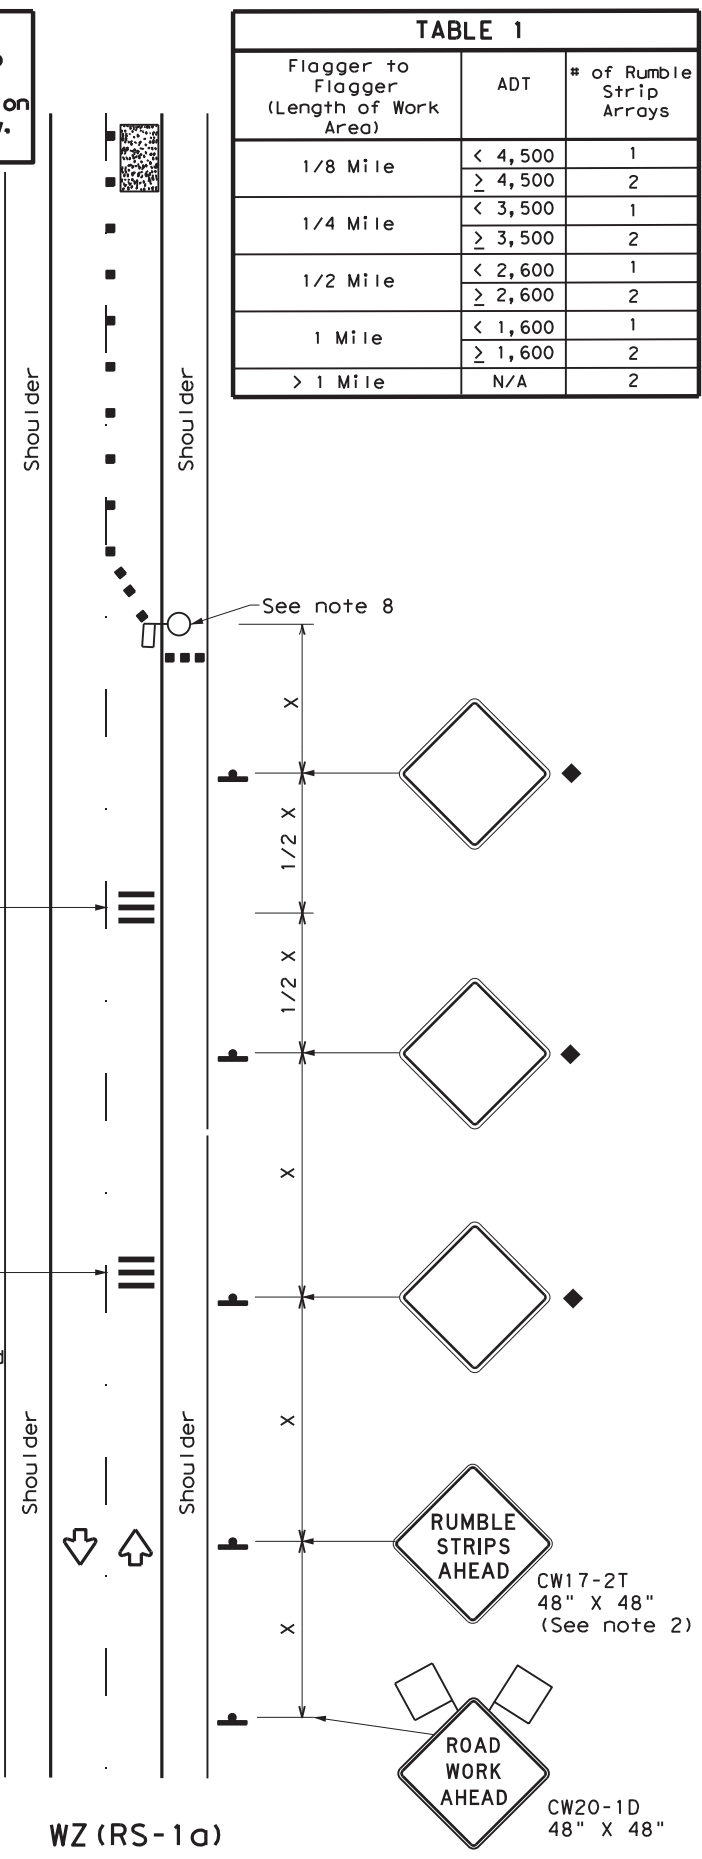 on
TABLE 1
Flagger to
Flagger
(Length of Work
Area)
ADT
# of Rumble
Strip
Arrays
1/8 Mile
< 4,500
1
≥ 4,500
2
1/4 Mile
< 3,500
1
≥ 3,500
2
1/2 Mile
< 2,600
1
≥ 2,600
2
1 Mile
< 1,600
1
≥ 1,600
2
> 1 Mile
N/A
2
Shoulder
Shoulder
See note 8
X
1/2 X
1/2 X
X
X
Shoulder
Shoulder
RUMBLE
STRIPS
AHEAD
CW17-2T
48" X 48"
(See note 2)
X
ROAD
WORK
AHEAD
CW20-1D
48" X 48"
WZ(RS-1a)